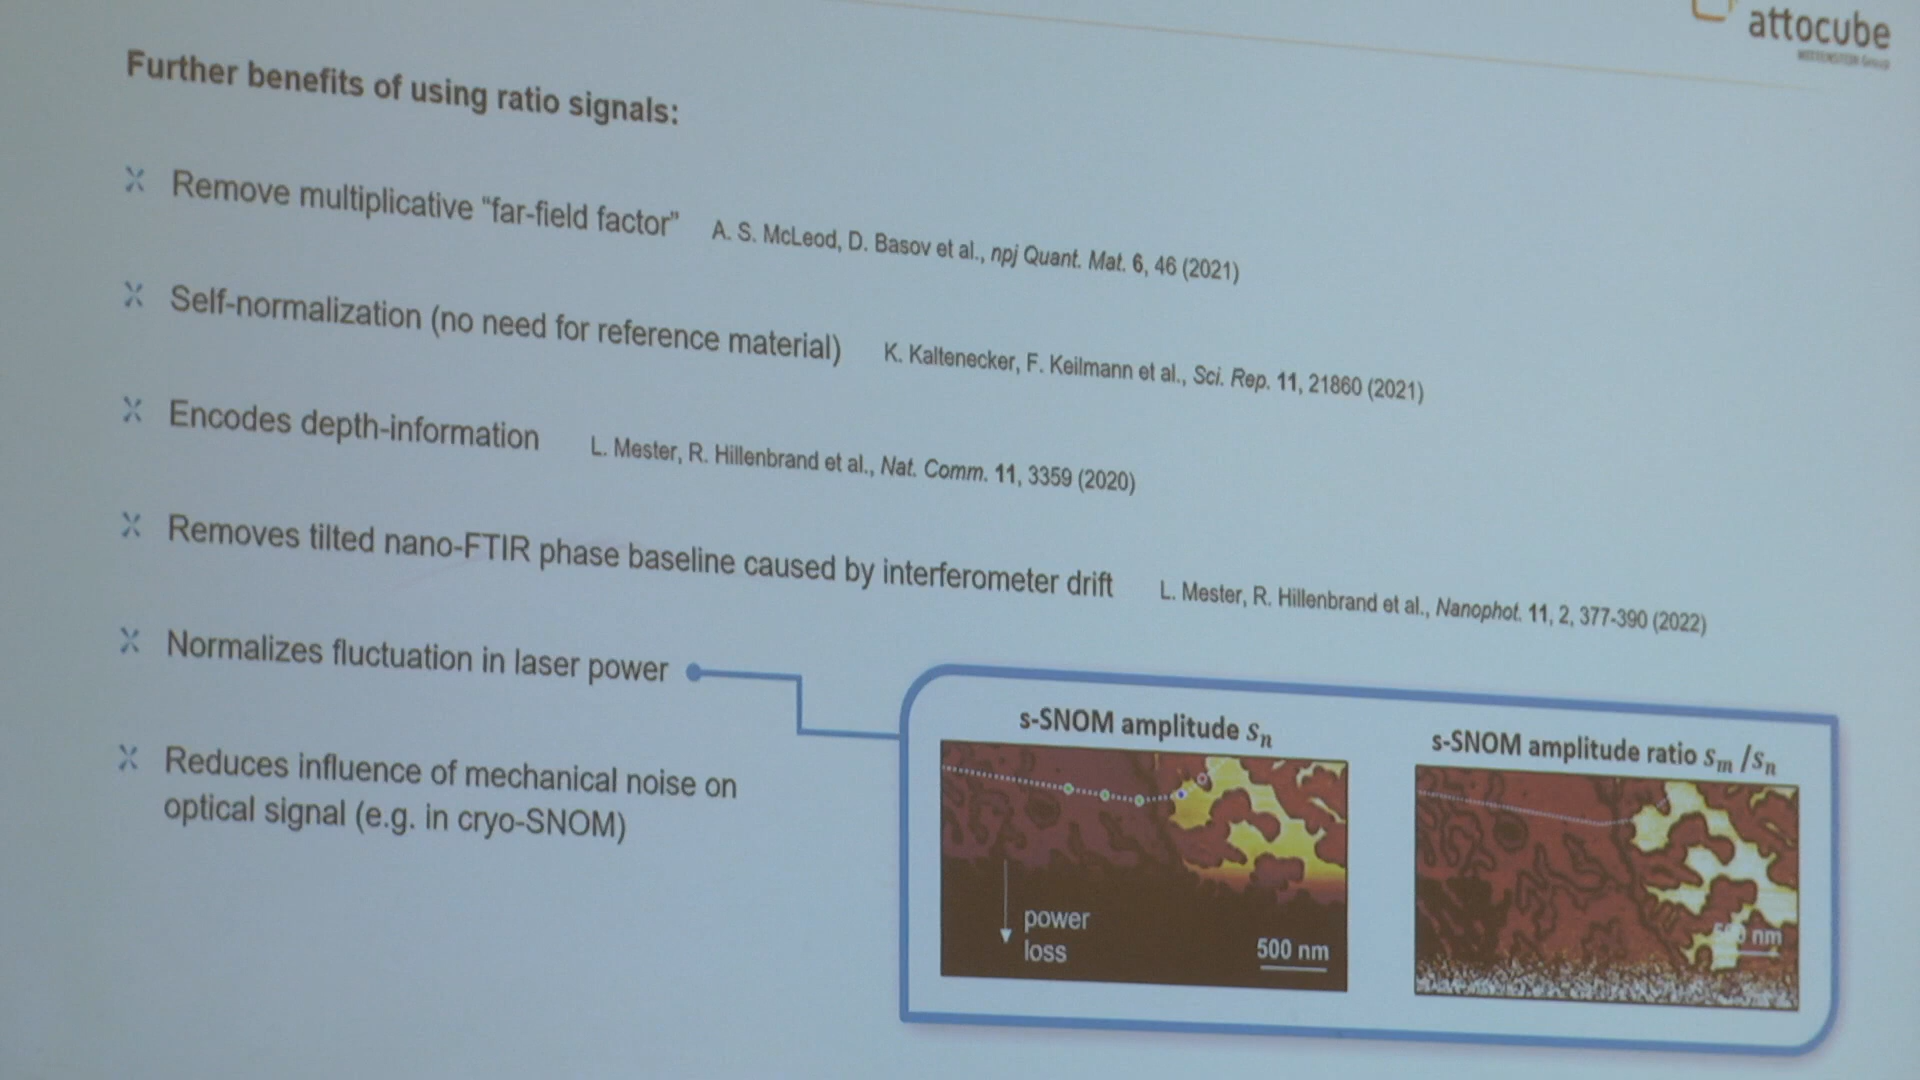 attocube
WITTENSTEIN Group
Further benefits of using ratio signals:
Remove multiplicative “far-field factor” A. S. McLeod, D. Basov et al., npj Quant. Mat. 6, 46 (2021)
Self-normalization (no need for reference material) K. Kaltenecker, F. Keilmann et al., Sci. Rep. 11, 21860 (2021)
Encodes depth-information L. Mester, R. Hillenbrand et al., Nat. Comm. 11, 3359 (2020)
Removes tilted nano-FTIR phase baseline caused by interferometer drift L. Mester, R. Hillenbrand et al., Nanophot. 11, 2, 377-390 (2022)
Normalizes fluctuation in laser power
Reduces influence of mechanical noise on
optical signal (e.g. in cryo-SNOM)
s-SNOM amplitude sn
power
loss
500 nm
s-SNOM amplitude ratio sm /sn
500 nm